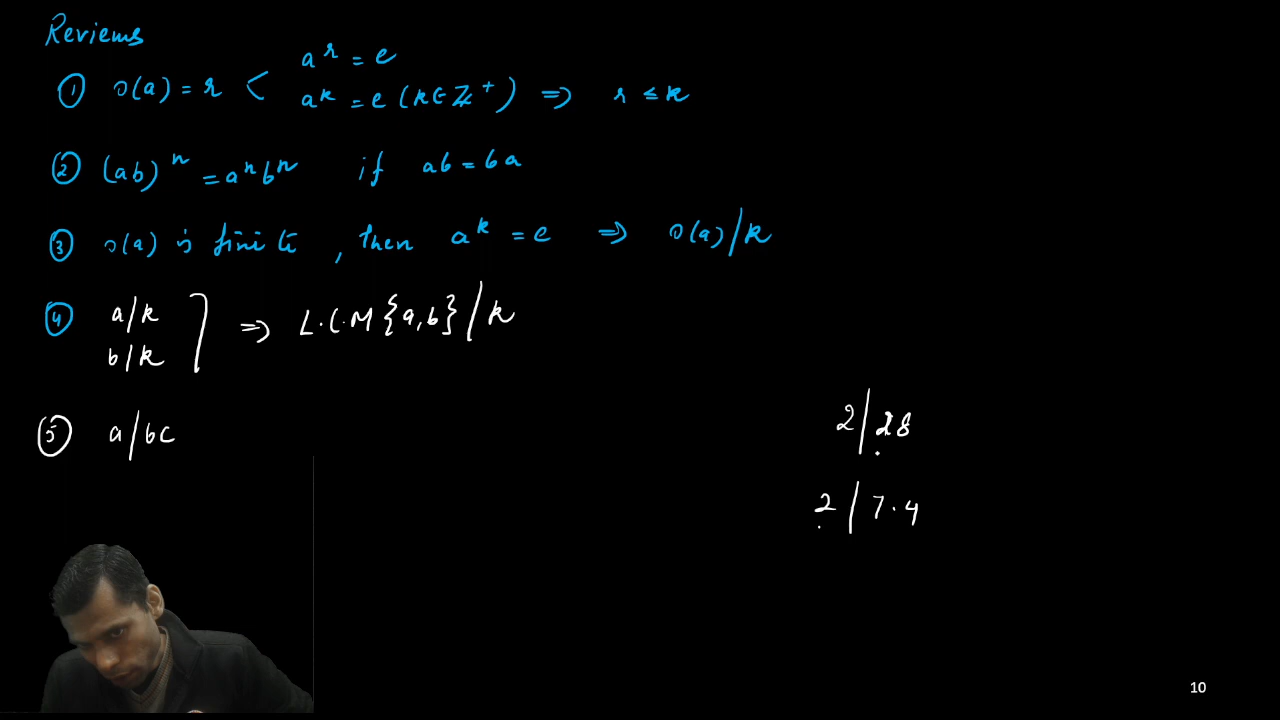 Reviews
① o(a) = r < a^r = e
a^k = e (k ∈ Z^+) ⇒ r ≤ k
② (ab)^n = a^n b^n if ab = ba
③ o(a) is finite, then a^k = e ⇒ o(a)/k
④ a/k
b/k ] ⇒ L.C.M {a,b}/k
⑤ a/bc
2/28
2/7.4
10